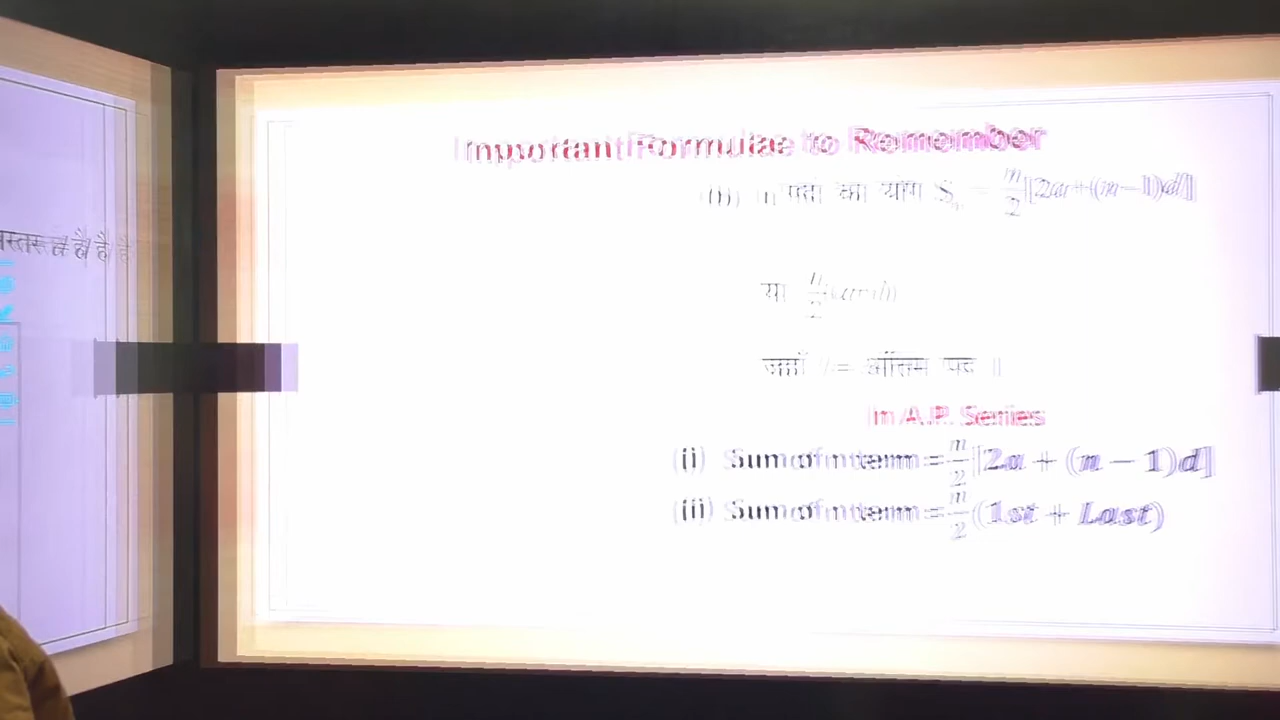 Important Formulae to Remember
(b) n पदों का योग Sₙ = n/2[2a+(n−1)d]
या n/2(a+l)
जहाँ l = अंतिम पद ।
In A.P. Series
(i) Sum of n term = n/2[2a + (n − 1)d]
(ii) Sum of n term = n/2(1st + Last)